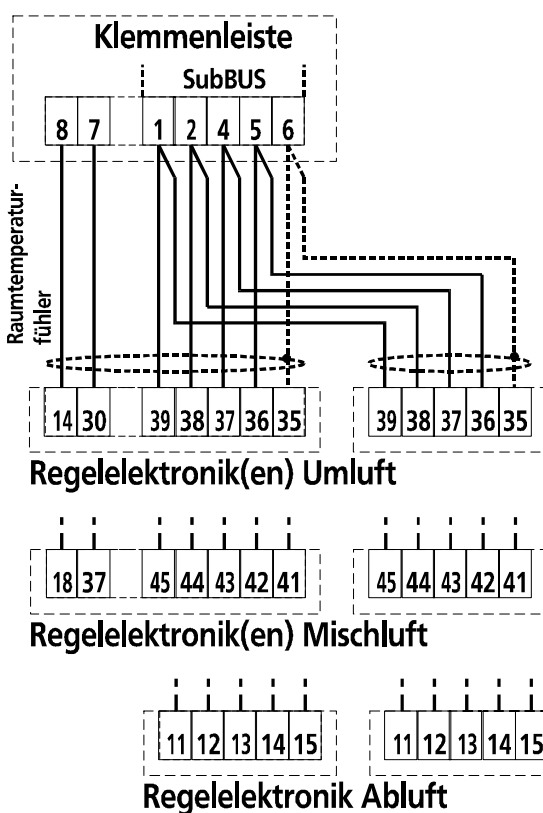 Klemmenleiste
SubBUS
8 7 1 2 4 5 6
Raumtemperatur-
fühler
14 30 39 38 37 36 35 39 38 37 36 35
Regelelektronik(en) Umluft
18 37 45 44 43 42 41 45 44 43 42 41
Regelelektronik(en) Mischluft
11 12 13 14 15 11 12 13 14 15
Regelelektronik Abluft